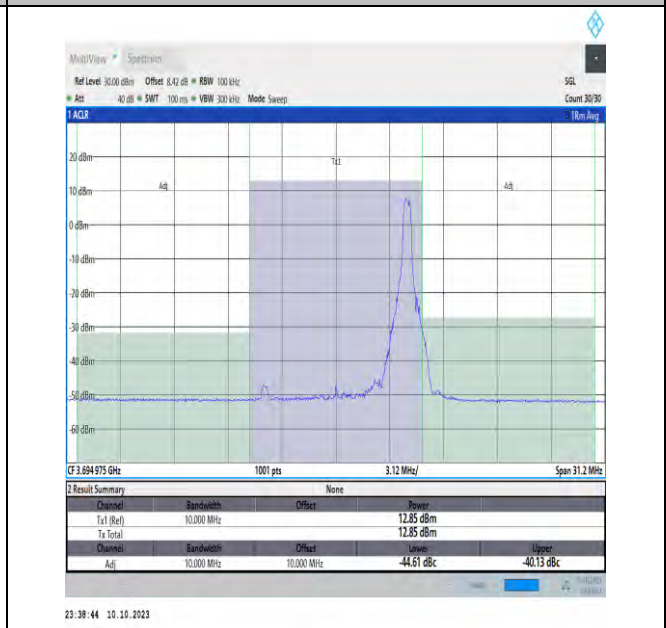 MultiView Spectrum
Ref Level 30.00 dBm Offset 8.42 dB RBW 100 kHz SGL
Att 40 dB SWT 100 ms VBW 300 kHz Mode Sweep Count 30/30
1 ACLR 1Rm Avg
20 dBm
Tx1
10 dBm
Adj Adj
0 dBm
-10 dBm
-20 dBm
-30 dBm
-40 dBm
-50 dBm
-60 dBm
CF 3.694 975 GHz 1001 pts 3.12 MHz/ Span 31.2 MHz
2 Result Summary None
Channel Bandwidth Offset Power
Tx1 (Ref) 10.000 MHz 12.85 dBm
Tx Total 12.85 dBm
Channel Bandwidth Offset Lower Upper
Adj 10.000 MHz 10.000 MHz -44.61 dBc -40.13 dBc
23:38:44 10.10.2023